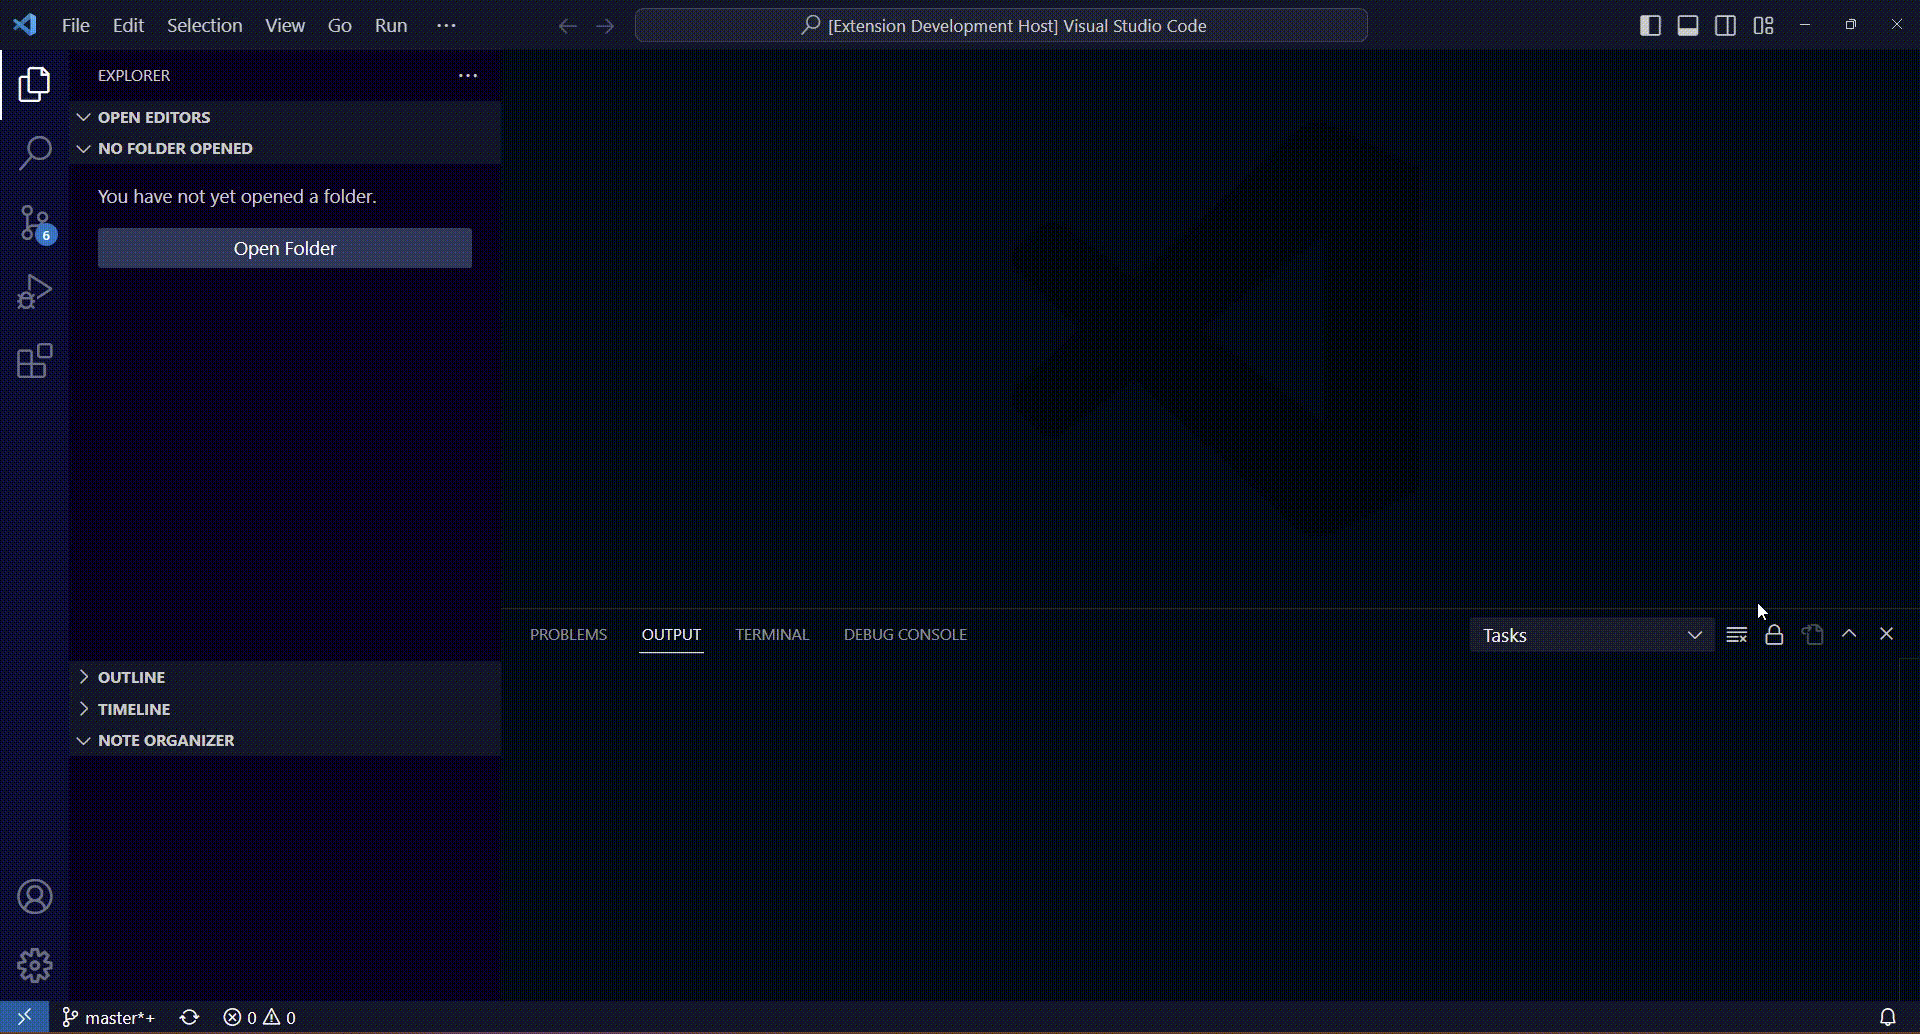 File Edit Selection View Go Run ···
[Extension Development Host] Visual Studio Code
EXPLORER
OPEN EDITORS
NO FOLDER OPENED
You have not yet opened a folder.
Open Folder
6
OUTLINE
TIMELINE
NOTE ORGANIZER
PROBLEMS OUTPUT TERMINAL DEBUG CONSOLE
Tasks
master*+ 0 0